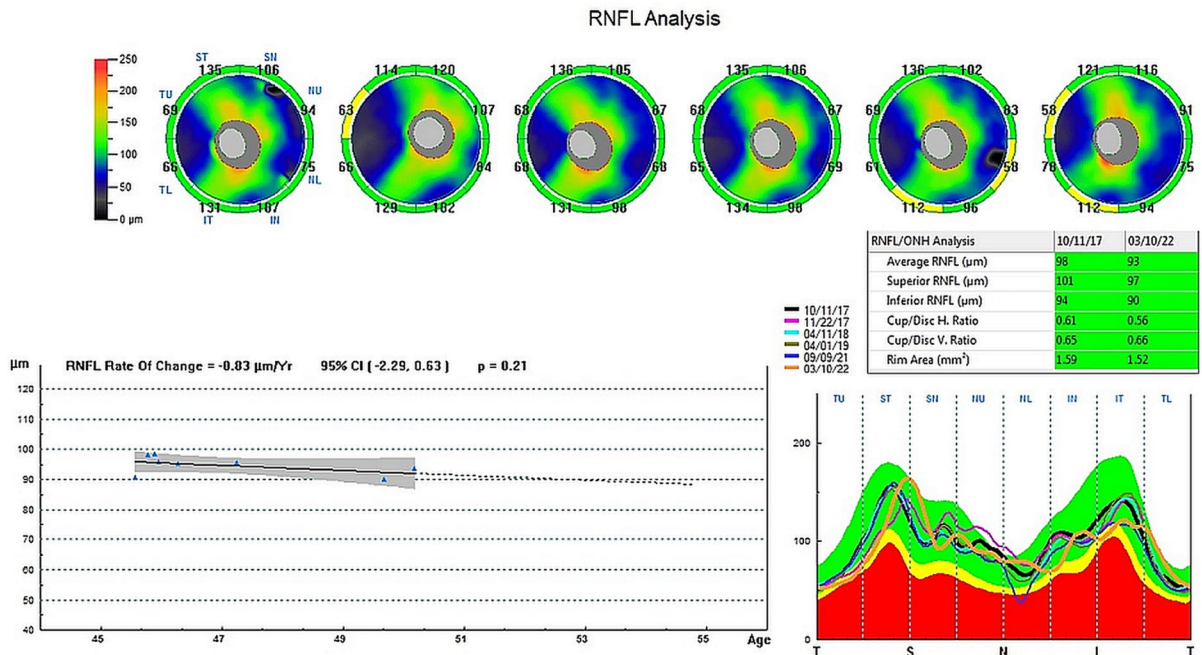 RNFL Analysis
250
200
150
100
50
0 µm
ST SN
TU NU
TL NL
IT IN
135 106
69 94
66 75
131 107
114 120
63 107
66 84
129 102
136 105
68 87
68 67
131 98
135 106
68 87
65 69
134 98
136 102
67 83
61 58
112 96
121 116
58 91
78 75
112 94
RNFL/ONH Analysis 10/11/17 03/10/22
Average RNFL (µm) 98 93
Superior RNFL (µm) 101 97
Inferior RNFL (µm) 94 90
Cup/Disc H. Ratio 0.61 0.56
Cup/Disc V. Ratio 0.65 0.66
Rim Area (mm²) 1.59 1.52
10/11/17
11/22/17
04/11/18
04/01/19
09/09/21
03/10/22
µm RNFL Rate Of Change = -0.83 µm/Yr 95% CI (-2.29, 0.63) p = 0.21
120
110
100
90
80
70
60
50
40
45 47 49 51 53 55 Age
TU ST SN NU NL IN IT TL
200
100
0
T S N I T